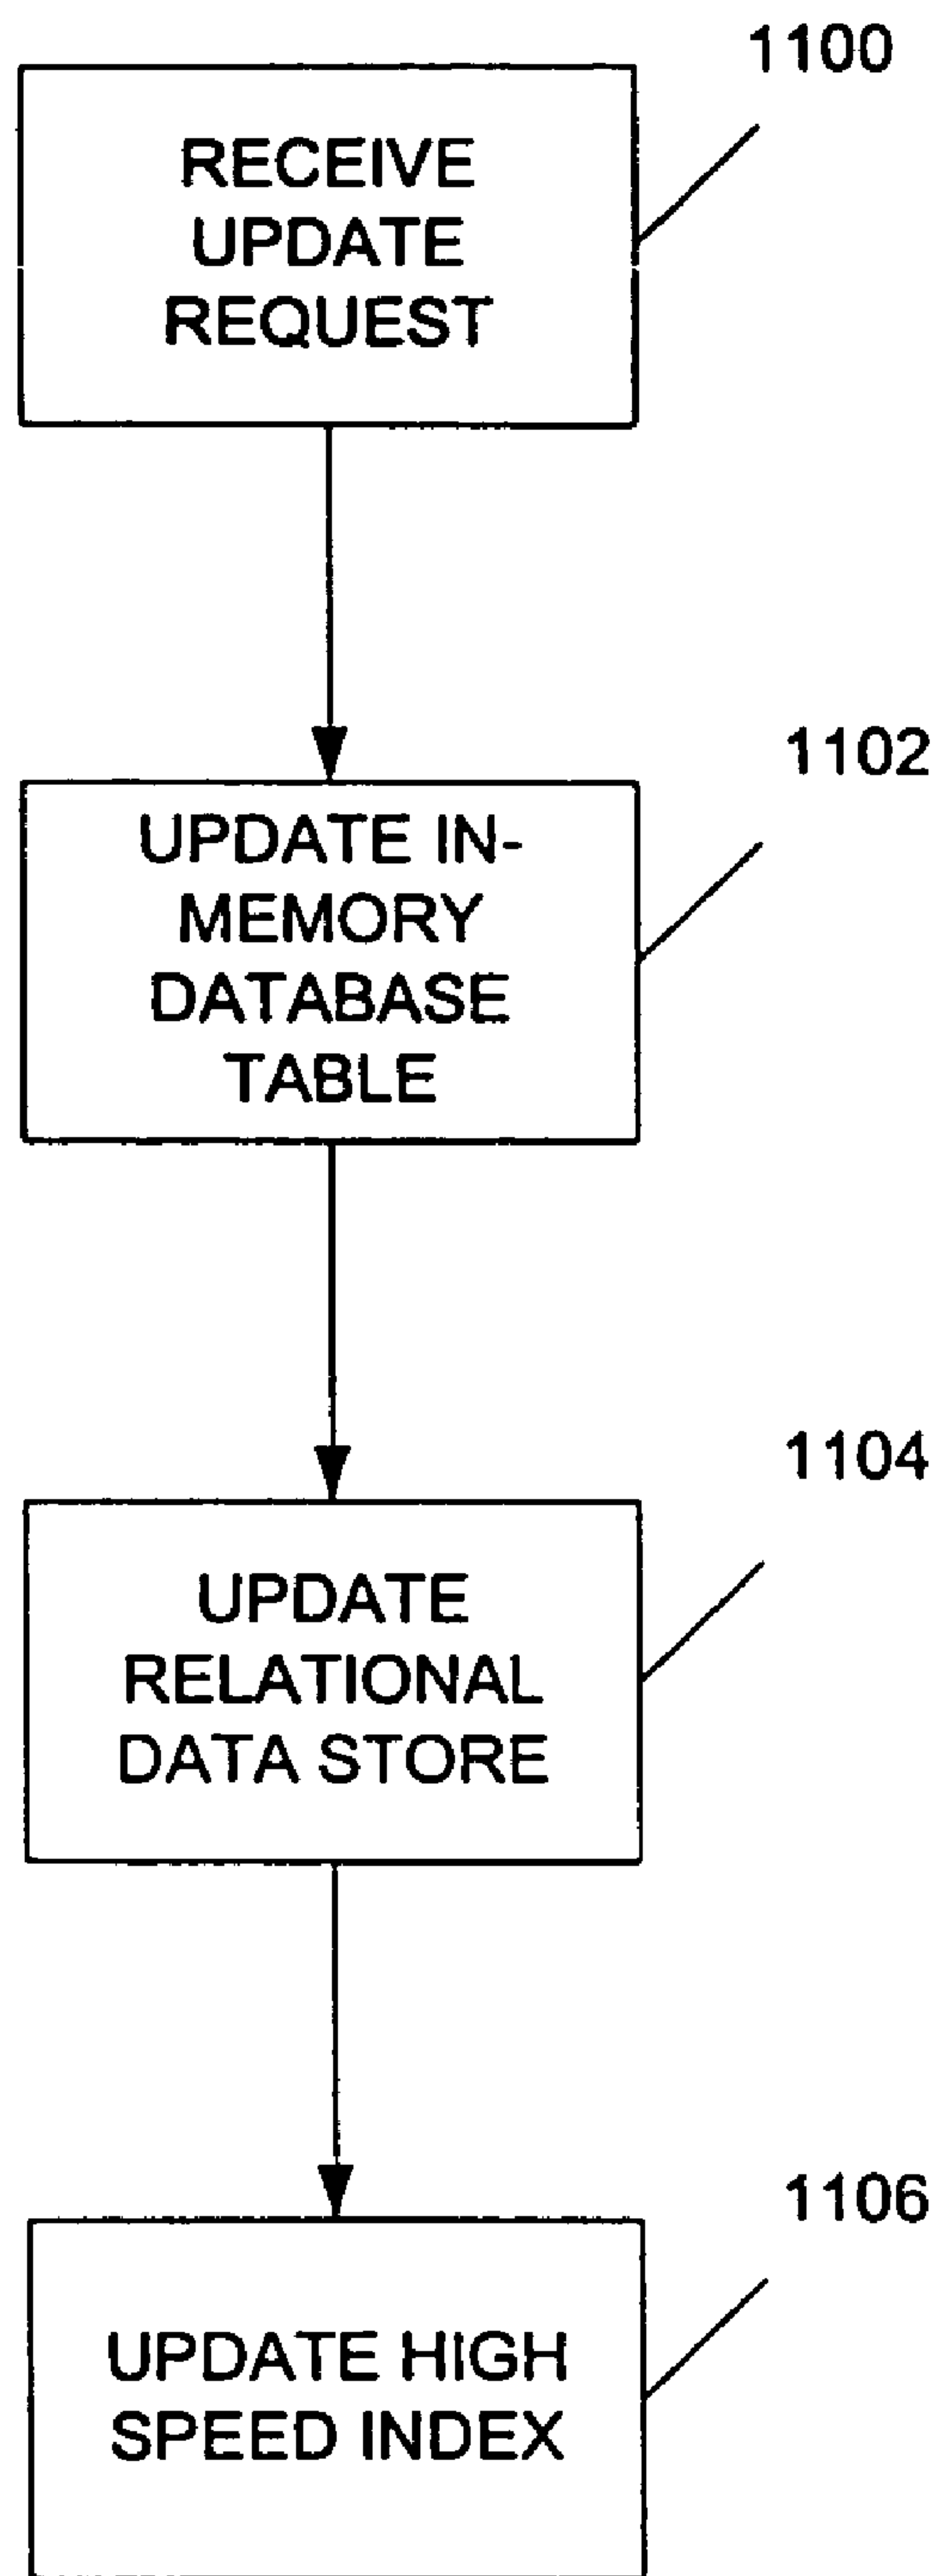 1100
RECEIVE
UPDATE
REQUEST
1102
UPDATE IN-
MEMORY
DATABASE
TABLE
1104
UPDATE
RELATIONAL
DATA STORE
1106
UPDATE HIGH
SPEED INDEX